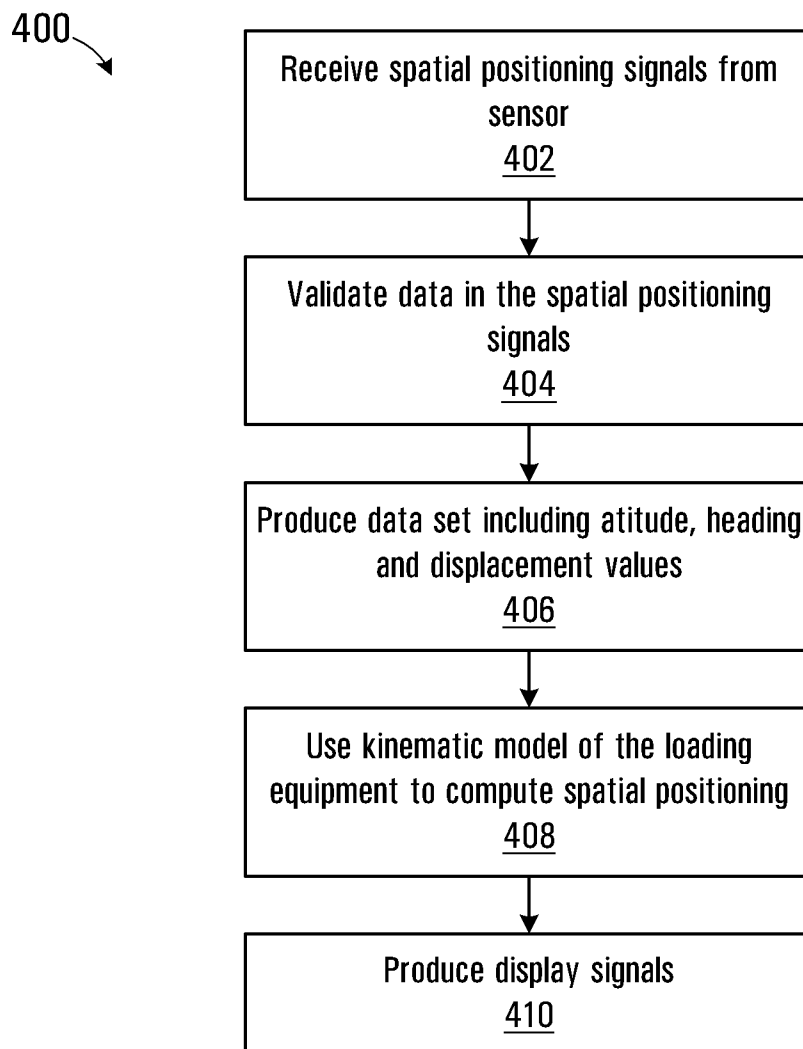 400
Receive spatial positioning signals from
sensor
402
Validate data in the spatial positioning
signals
404
Produce data set including atitude, heading
and displacement values
406
Use kinematic model of the loading
equipment to compute spatial positioning
408
Produce display signals
410